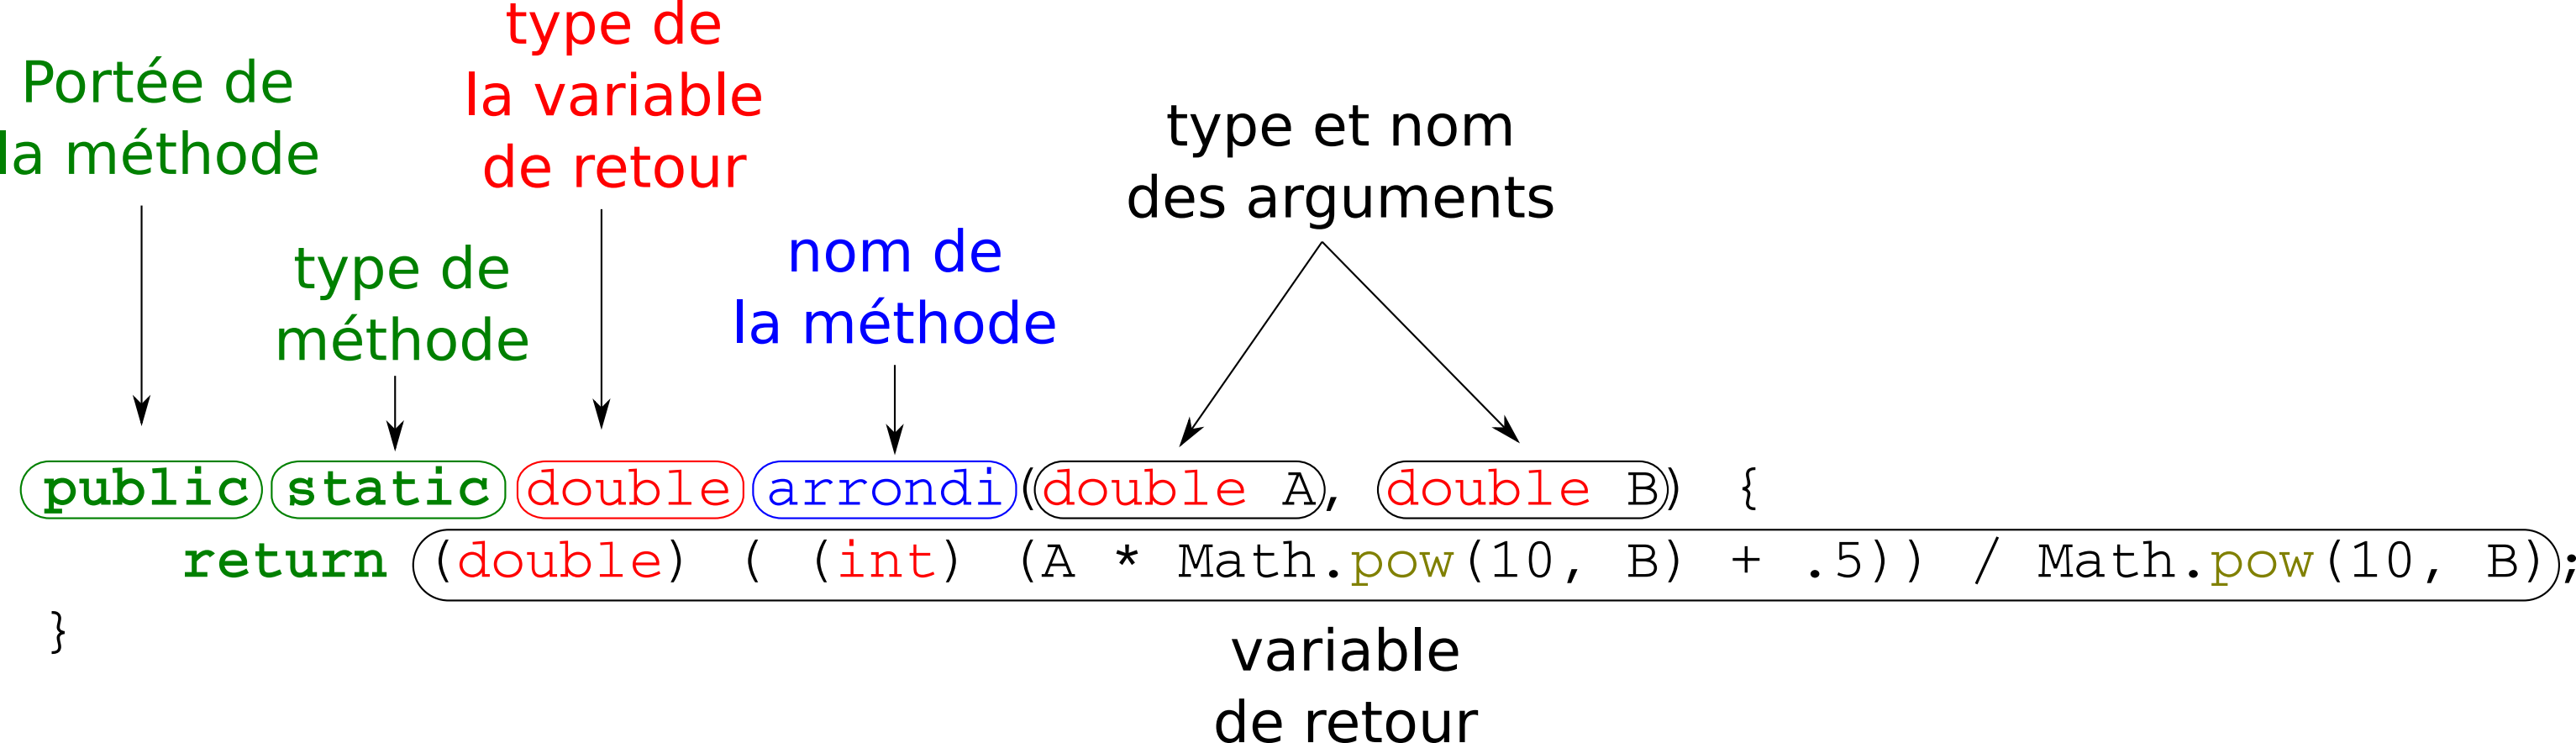 type de
la variable
de retour
Portée de
la méthode
type et nom
des arguments
nom de
la méthode
type de
méthode
public static double arrondi(double A, double B) {
return (double) ( (int) (A * Math.pow(10, B) + .5)) / Math.pow(10, B);
}
variable
de retour